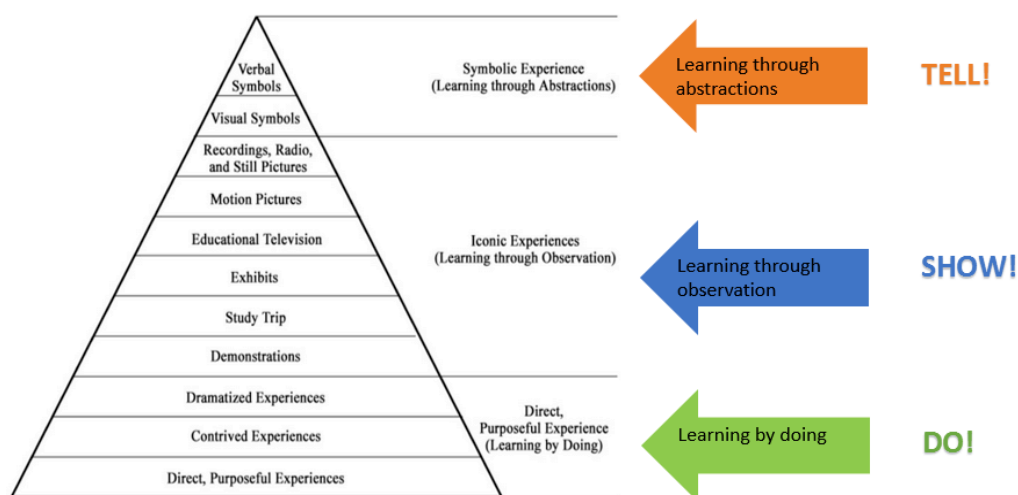 Verbal
Symbols
Visual Symbols
Recordings, Radio,
and Still Pictures
Motion Pictures
Educational Television
Exhibits
Study Trip
Demonstrations
Dramatized Experiences
Contrived Experiences
Direct, Purposeful Experiences
Symbolic Experience
(Learning through Abstractions)
Iconic Experiences
(Learning through Observation)
Direct,
Purposeful Experience
(Learning by Doing)
Learning through
abstractions
TELL!
Learning through
observation
SHOW!
Learning by doing
DO!